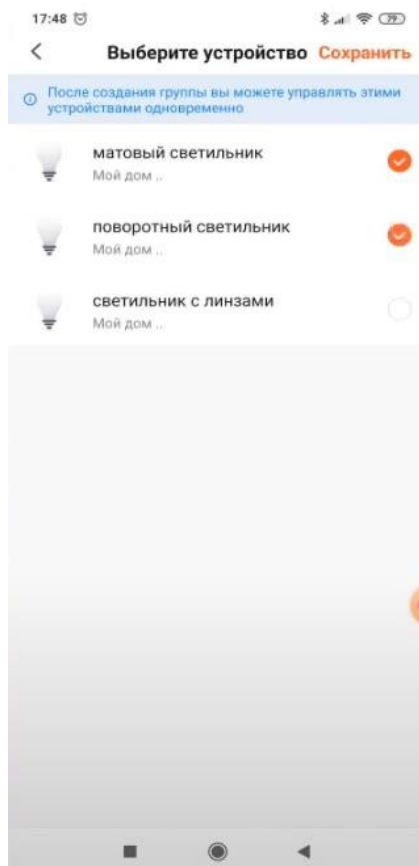 17:48
79
Выберите устройство Сохранить
После создания группы вы можете управлять этими
устройствами одновременно
матовый светильник
Мой дом ..
поворотный светильник
Мой дом ..
светильник с линзами
Мой дом ..